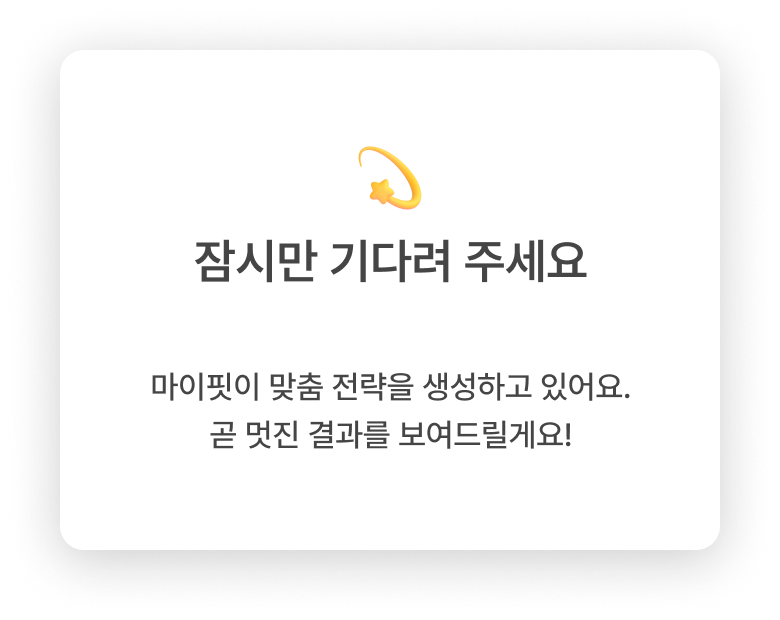 잠시만 기다려 주세요
마이핏이 맞춤 전략을 생성하고 있어요.
곧 멋진 결과를 보여드릴게요!